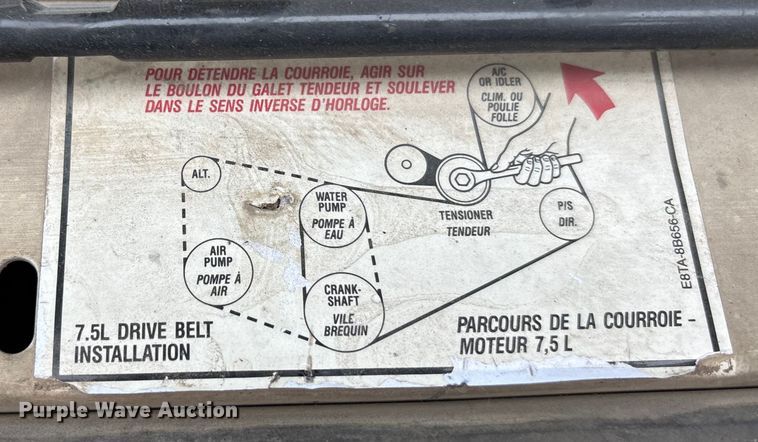 POUR DÉTENDRE LA COURROIE, AGIR SUR
LE BOULON DU GALET TENDEUR ET SOULEVER
DANS LE SENS INVERSE D'HORLOGE.
A/C
OR IDLER
CLIM. OU
POULIE
FOLLE
ALT.
WATER
PUMP
POMPE À
EAU
TENSIONER
TENDEUR
P/S
DIR.
AIR
PUMP
POMPE À
AIR
CRANK-
SHAFT
VILE
BREQUIN
E8TA-8B656-CA
7.5L DRIVE BELT
INSTALLATION
PARCOURS DE LA COURROIE -
MOTEUR 7,5 L
Purple Wave Auction